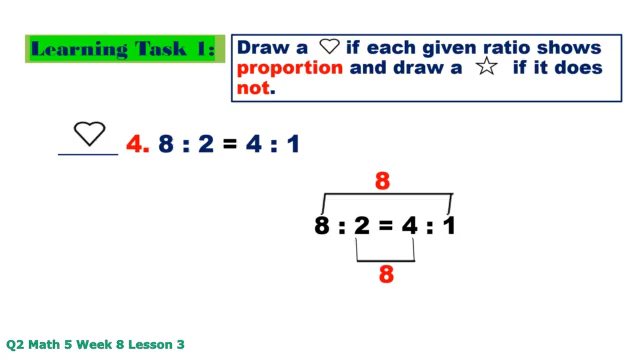 Learning Task 1:
Draw a if each given ratio shows
proportion and draw a if it does
not.
4. 8 : 2 = 4 : 1
8
8 : 2 = 4 : 1
8
Q2 Math 5 Week 8 Lesson 3